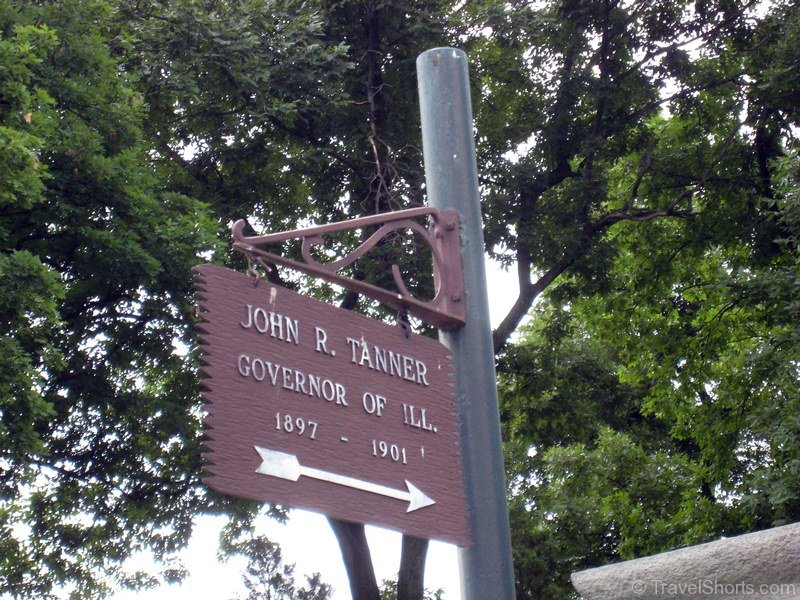 JOHN R. TANNER
GOVERNOR OF ILL.
1897 - 1901
© TravelShorts.com